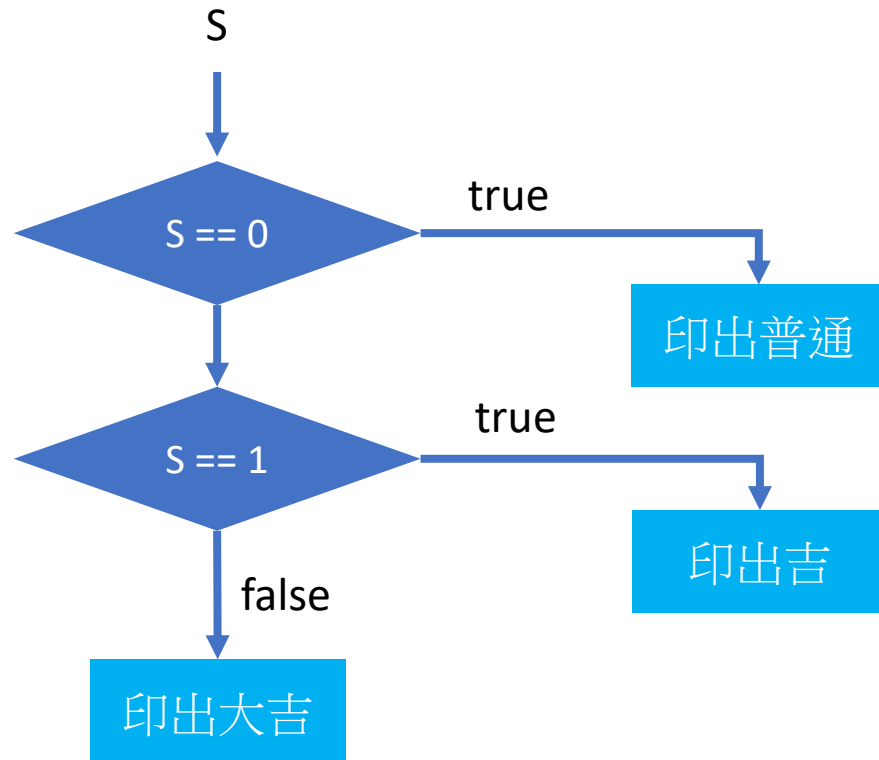 S
S == 0
true
印出普通
S == 1
true
印出吉
false
印出大吉